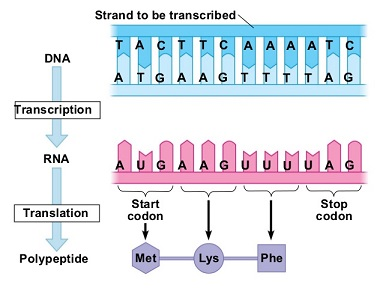 Strand to be transcribed
T A C T T C A A A A T C
DNA
A T G A A G T T T T A G
Transcription
RNA
A U G A A G U U U U A G
Translation
Start codon
Stop codon
Polypeptide
Met Lys Phe